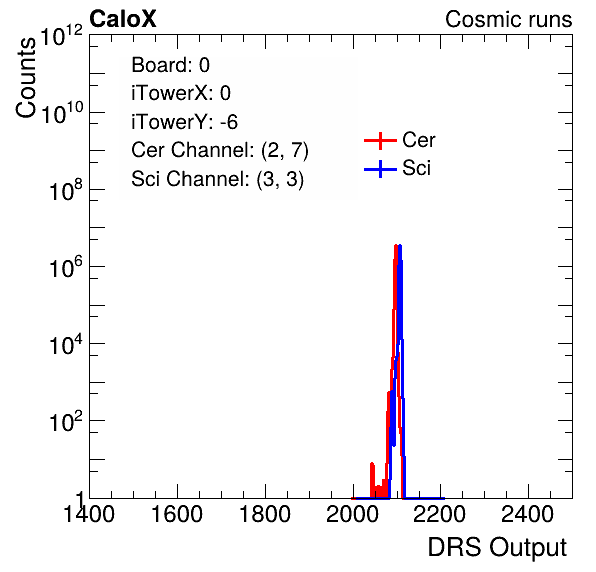 CaloX Cosmic runs
Counts
10^12
10^10
10^8
10^6
10^4
10^2
1
Board: 0
iTowerX: 0
iTowerY: -6
Cer Channel: (2, 7)
Sci Channel: (3, 3)
Cer
Sci
1400 1600 1800 2000 2200 2400
DRS Output